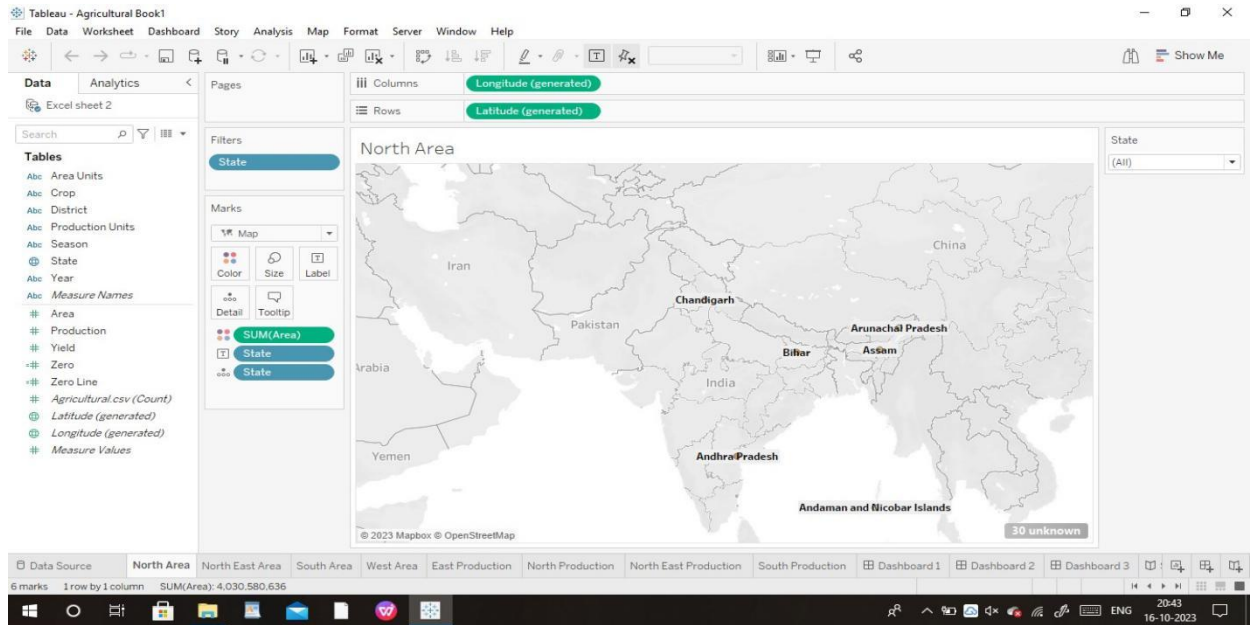 Tableau - Agricultural Book1
File Data Worksheet Dashboard Story Analysis Map Format Server Window Help
Show Me
Data Analytics
Pages
Columns Longitude (generated)
Excel sheet 2
Rows Latitude (generated)
Search
Filters
North Area
State
Tables
State
(All)
Abc Area Units
Abc Crop
Abc District
Marks
Abc Production Units
Map
Abc Season
State
Color Size Label
Abc Year
Abc Measure Names
Detail Tooltip
# Area
# Production
SUM(Area)
# Yield
T State
=# Zero
State
=# Zero Line
# Agricultural.csv (Count)
Latitude (generated)
Longitude (generated)
# Measure Values
China
Iran
Chandigarh
Pakistan
Arunachal Pradesh
Bihar
Assam
Arabia
India
Yemen
Andhra Pradesh
Andaman and Nicobar Islands
30 unknown
© 2023 Mapbox © OpenStreetMap
Data Source North Area North East Area South Area West Area East Production North Production North East Production South Production Dashboard 1 Dashboard 2 Dashboard 3
6 marks 1 row by 1 column SUM(Area): 4,030,580,636
ENG
20:43
16-10-2023